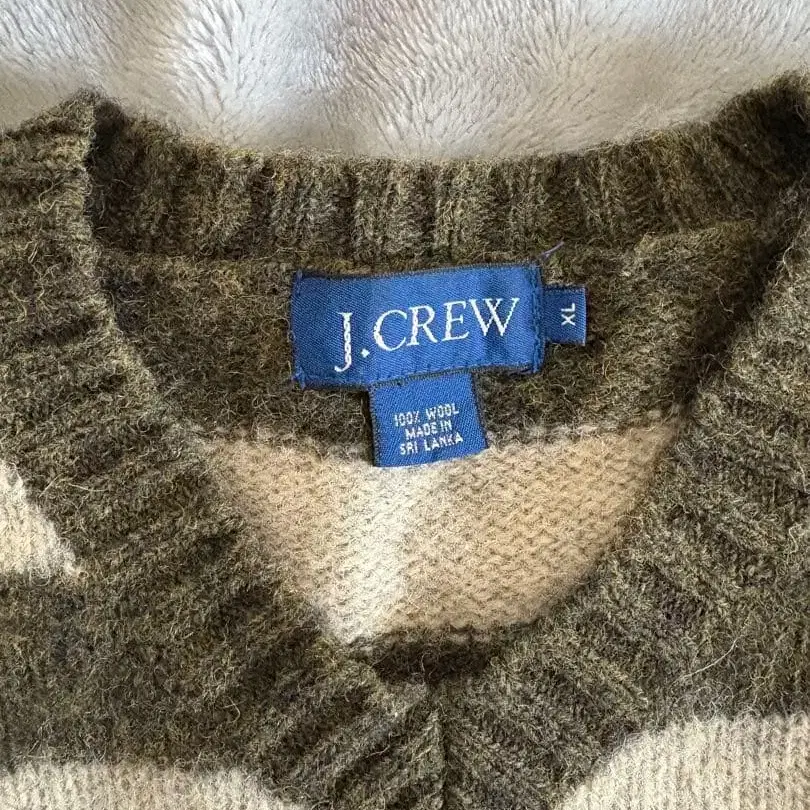 J.CREW
XL
100% WOOL
MADE IN
SRI LANKA